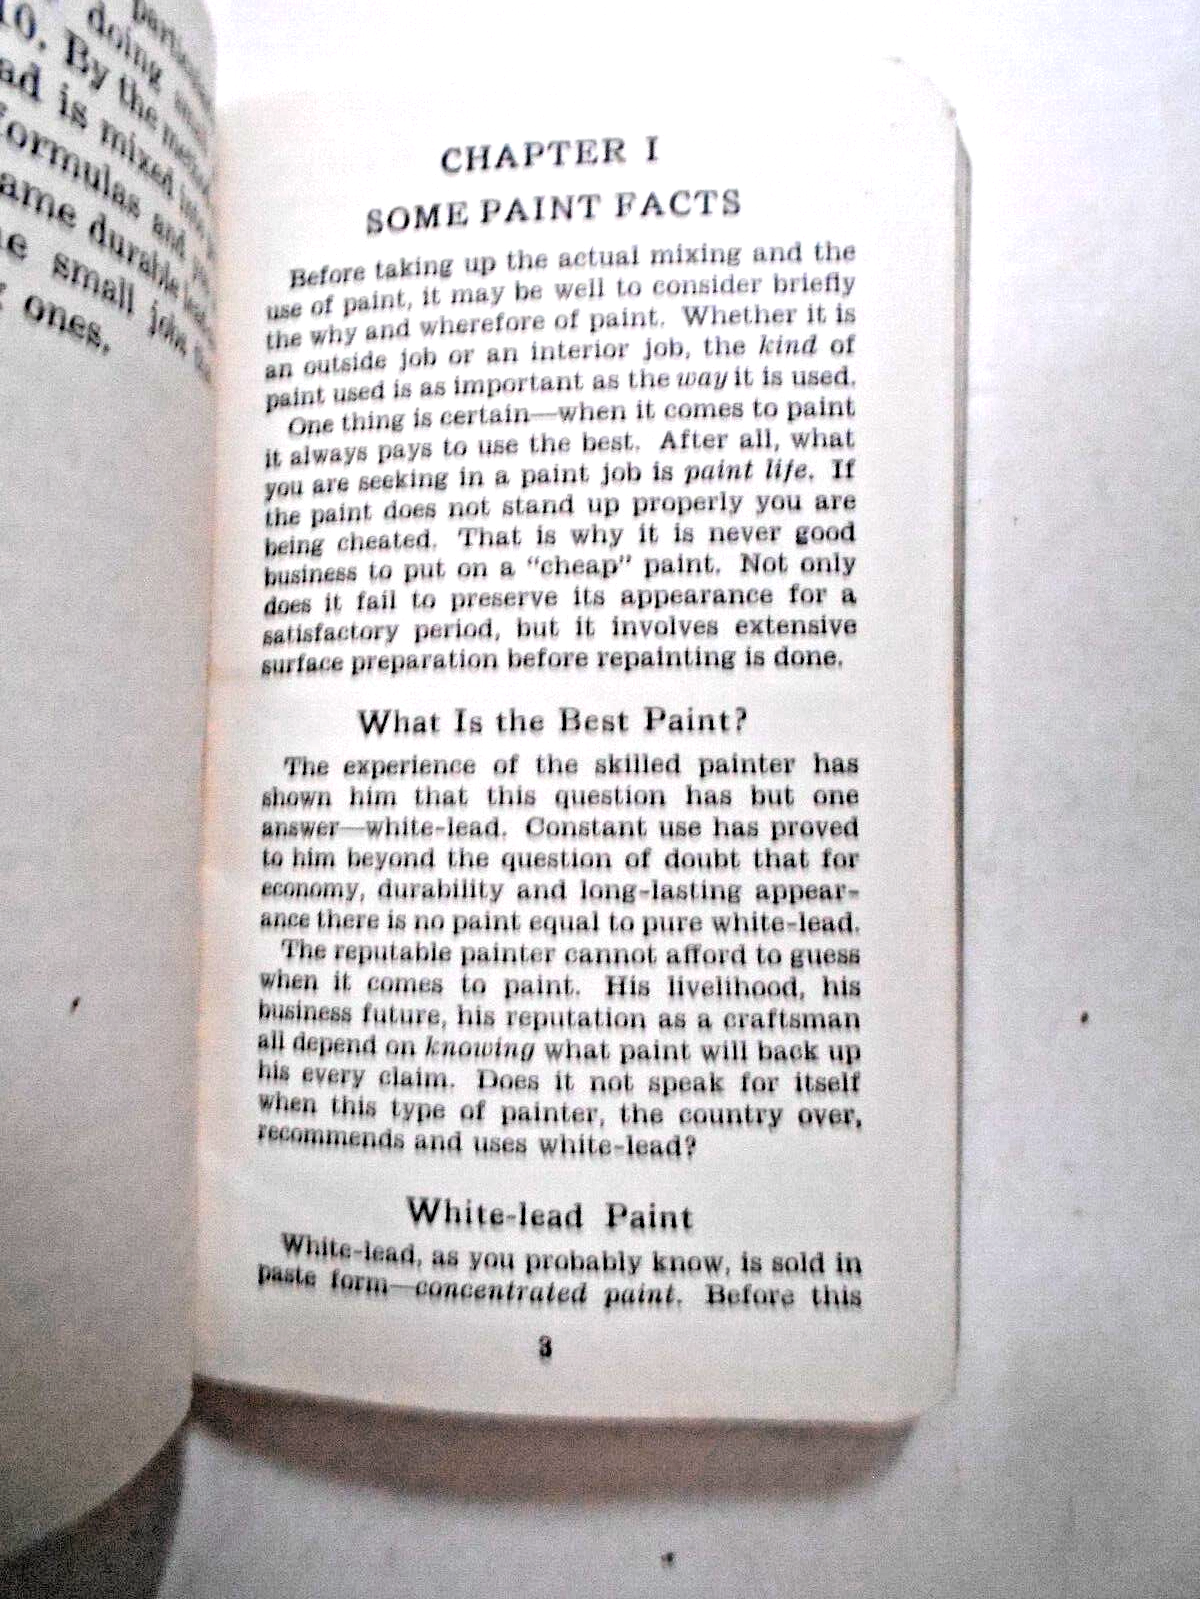 10. By the
ad is mixed
formulas and
ame durable
e small jobs
ones.
CHAPTER I
SOME PAINT FACTS
Before taking up the actual mixing and the
use of paint, it may be well to consider briefly
the why and wherefore of paint. Whether it is
an outside job or an interior job, the kind of
paint used is as important as the way it is used.
One thing is certain—when it comes to paint
it always pays to use the best. After all, what
you are seeking in a paint job is paint life. If
the paint does not stand up properly you are
being cheated. That is why it is never good
business to put on a "cheap" paint. Not only
does it fail to preserve its appearance for a
satisfactory period, but it involves extensive
surface preparation before repainting is done.
What Is the Best Paint?
The experience of the skilled painter has
shown him that this question has but one
answer—white-lead. Constant use has proved
to him beyond the question of doubt that for
economy, durability and long-lasting appear-
ance there is no paint equal to pure white-lead.
The reputable painter cannot afford to guess
when it comes to paint. His livelihood, his
business future, his reputation as a craftsman
all depend on knowing what paint will back up
his every claim. Does it not speak for itself
when this type of painter, the country over,
recommends and uses white-lead?
White-lead Paint
White-lead, as you probably know, is sold in
paste form—concentrated paint. Before this
3